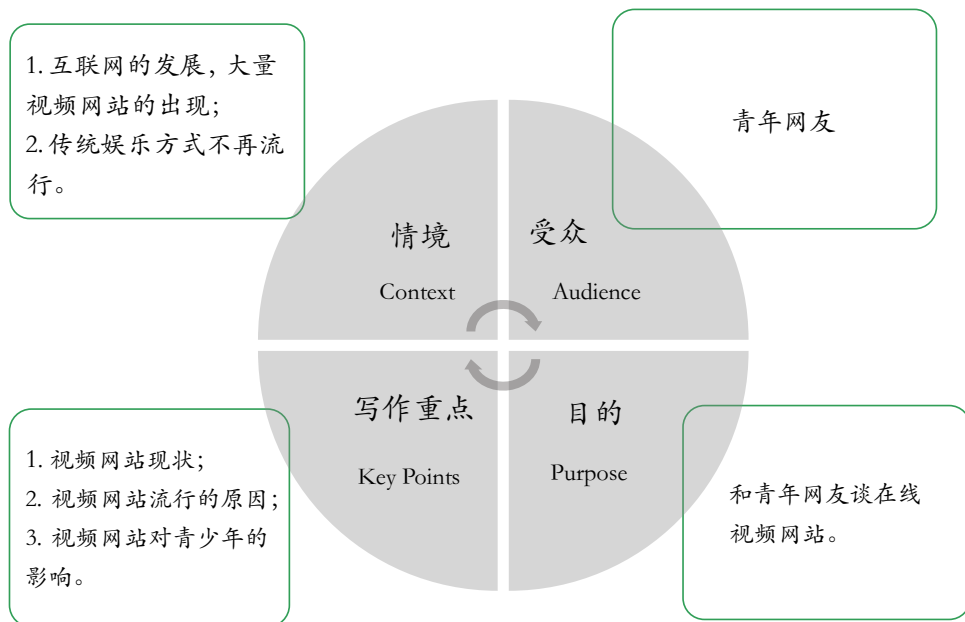 1. 互联网的发展，大量
视频网站的出现；
2. 传统娱乐方式不再流
行。
青年网友
情境
Context
受众
Audience
写作重点
Key Points
目的
Purpose
1. 视频网站现状；
2. 视频网站流行的原因；
3. 视频网站对青少年的
影响。
和青年网友谈在线
视频网站。